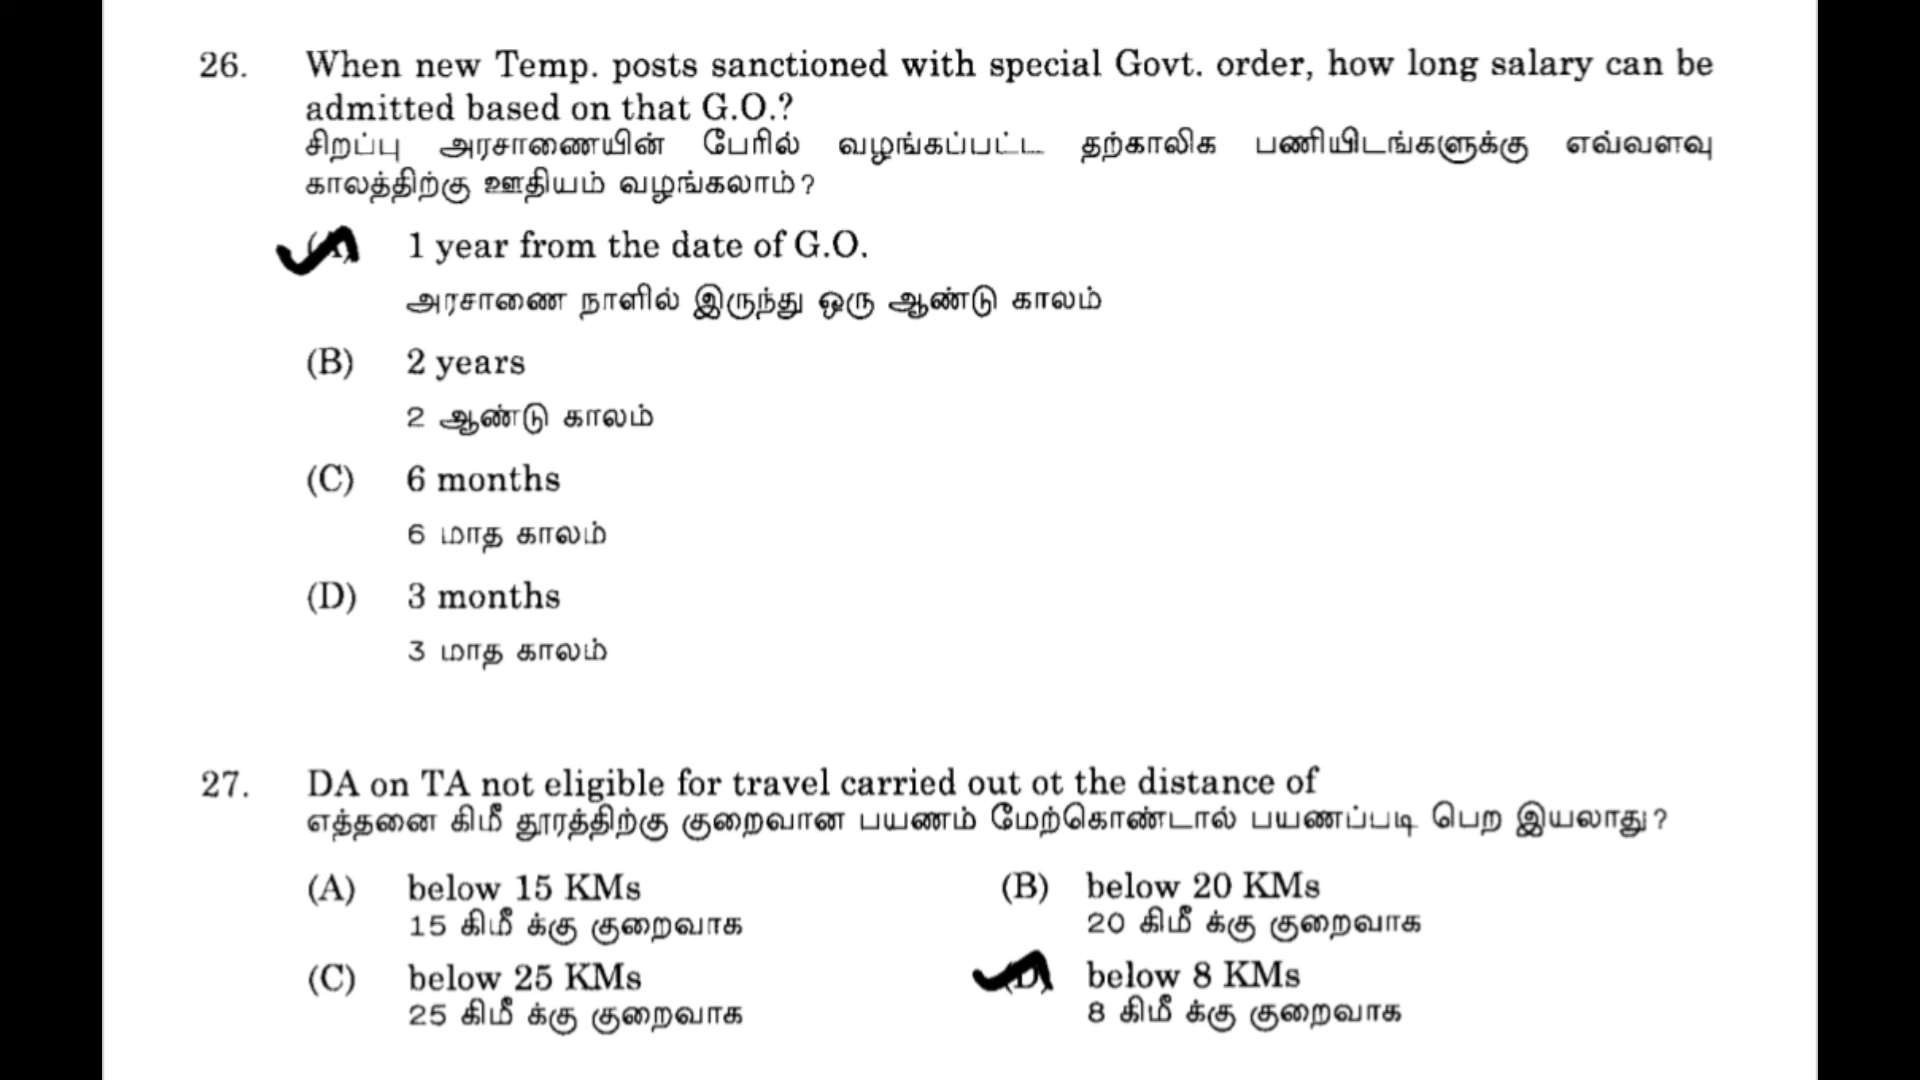 26. When new Temp. posts sanctioned with special Govt. order, how long salary can be
admitted based on that G.O.?
சிறப்பு அரசாணையின் பேரில் வழங்கப்பட்ட தற்காலிக பணியிடங்களுக்கு எவ்வளவு
காலத்திற்கு ஊதியம் வழங்கலாம்?
1 year from the date of G.O.
அரசாணை நாளில் இருந்து ஒரு ஆண்டு காலம்
(B) 2 years
2 ஆண்டு காலம்
(C) 6 months
6 மாத காலம்
(D) 3 months
3 மாத காலம்
27. DA on TA not eligible for travel carried out ot the distance of
எத்தனை கிமீ தூரத்திற்கு குறைவான பயணம் மேற்கொண்டால் பயணப்படி பெற இயலாது?
(A) below 15 KMs (B) below 20 KMs
15 கிமீ க்கு குறைவாக 20 கிமீ க்கு குறைவாக
(C) below 25 KMs (D) below 8 KMs
25 கிமீ க்கு குறைவாக 8 கிமீ க்கு குறைவாக